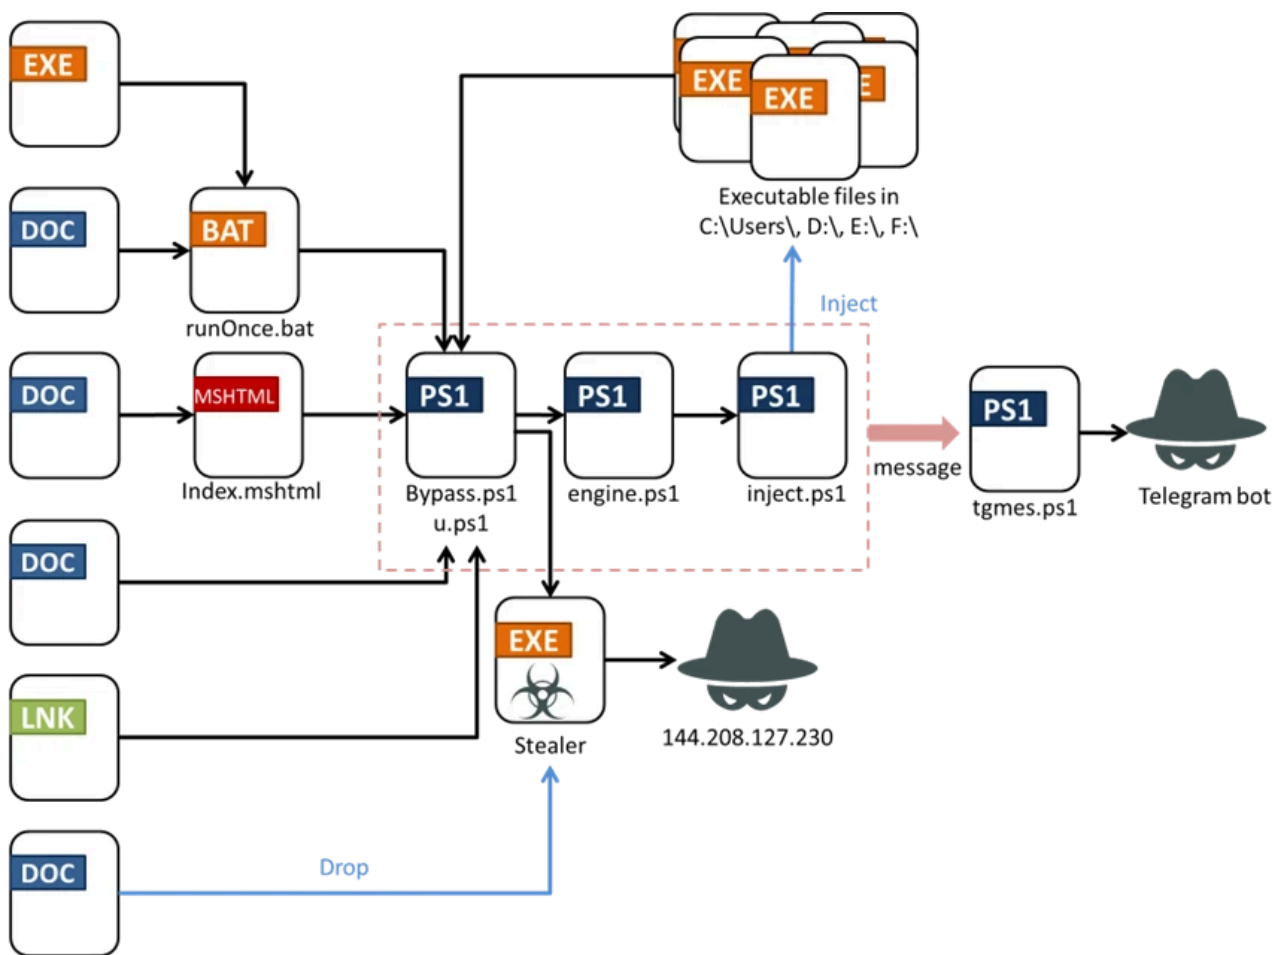 EXE
EXE
EXE
E
Executable files in
C:\Users\, D:\, E:\, F:\
DOC
BAT
runOnce.bat
Inject
DOC
MSHTML
Index.mshtml
PS1
Bypass.ps1
u.ps1
PS1
engine.ps1
PS1
inject.ps1
message
PS1
tgmes.ps1
Telegram bot
DOC
EXE
Stealer
144.208.127.230
LNK
Drop
DOC